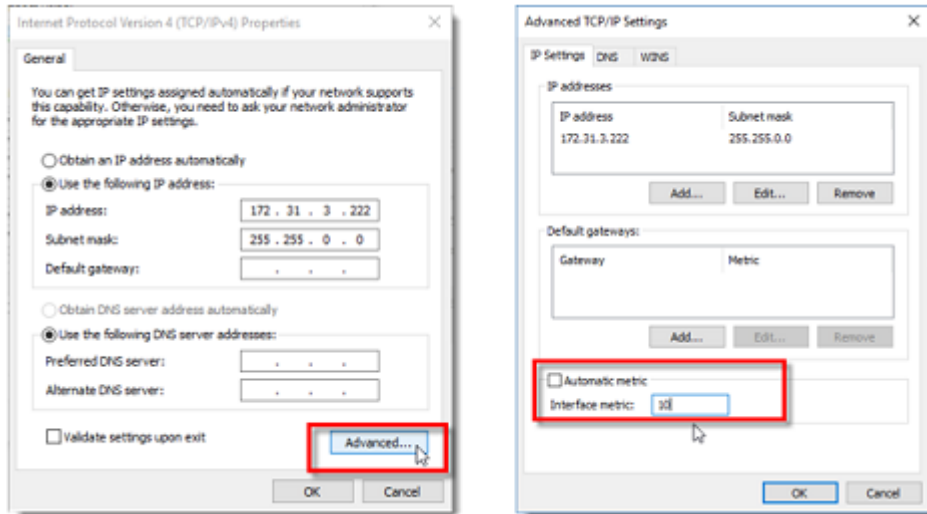 Internet Protocol Version 4 (TCP/IPv4) Properties
General
You can get IP settings assigned automatically if your network supports
this capability. Otherwise, you need to ask your network administrator
for the appropriate IP settings.
Obtain an IP address automatically
Use the following IP address:
IP address: 172 . 31 . 3 . 222
Subnet mask: 255 . 255 . 0 . 0
Default gateway: . . .
Obtain DNS server address automatically
Use the following DNS server addresses:
Preferred DNS server: . . .
Alternate DNS server: . . .
Validate settings upon exit
Advanced...
OK Cancel
Advanced TCP/IP Settings
IP Settings DNS WINS
IP addresses
IP address Subnet mask
172.31.3.222 255.255.0.0
Add... Edit... Remove
Default gateways:
Gateway Metric
Add... Edit... Remove
Automatic metric
Interface metric: 10
OK Cancel